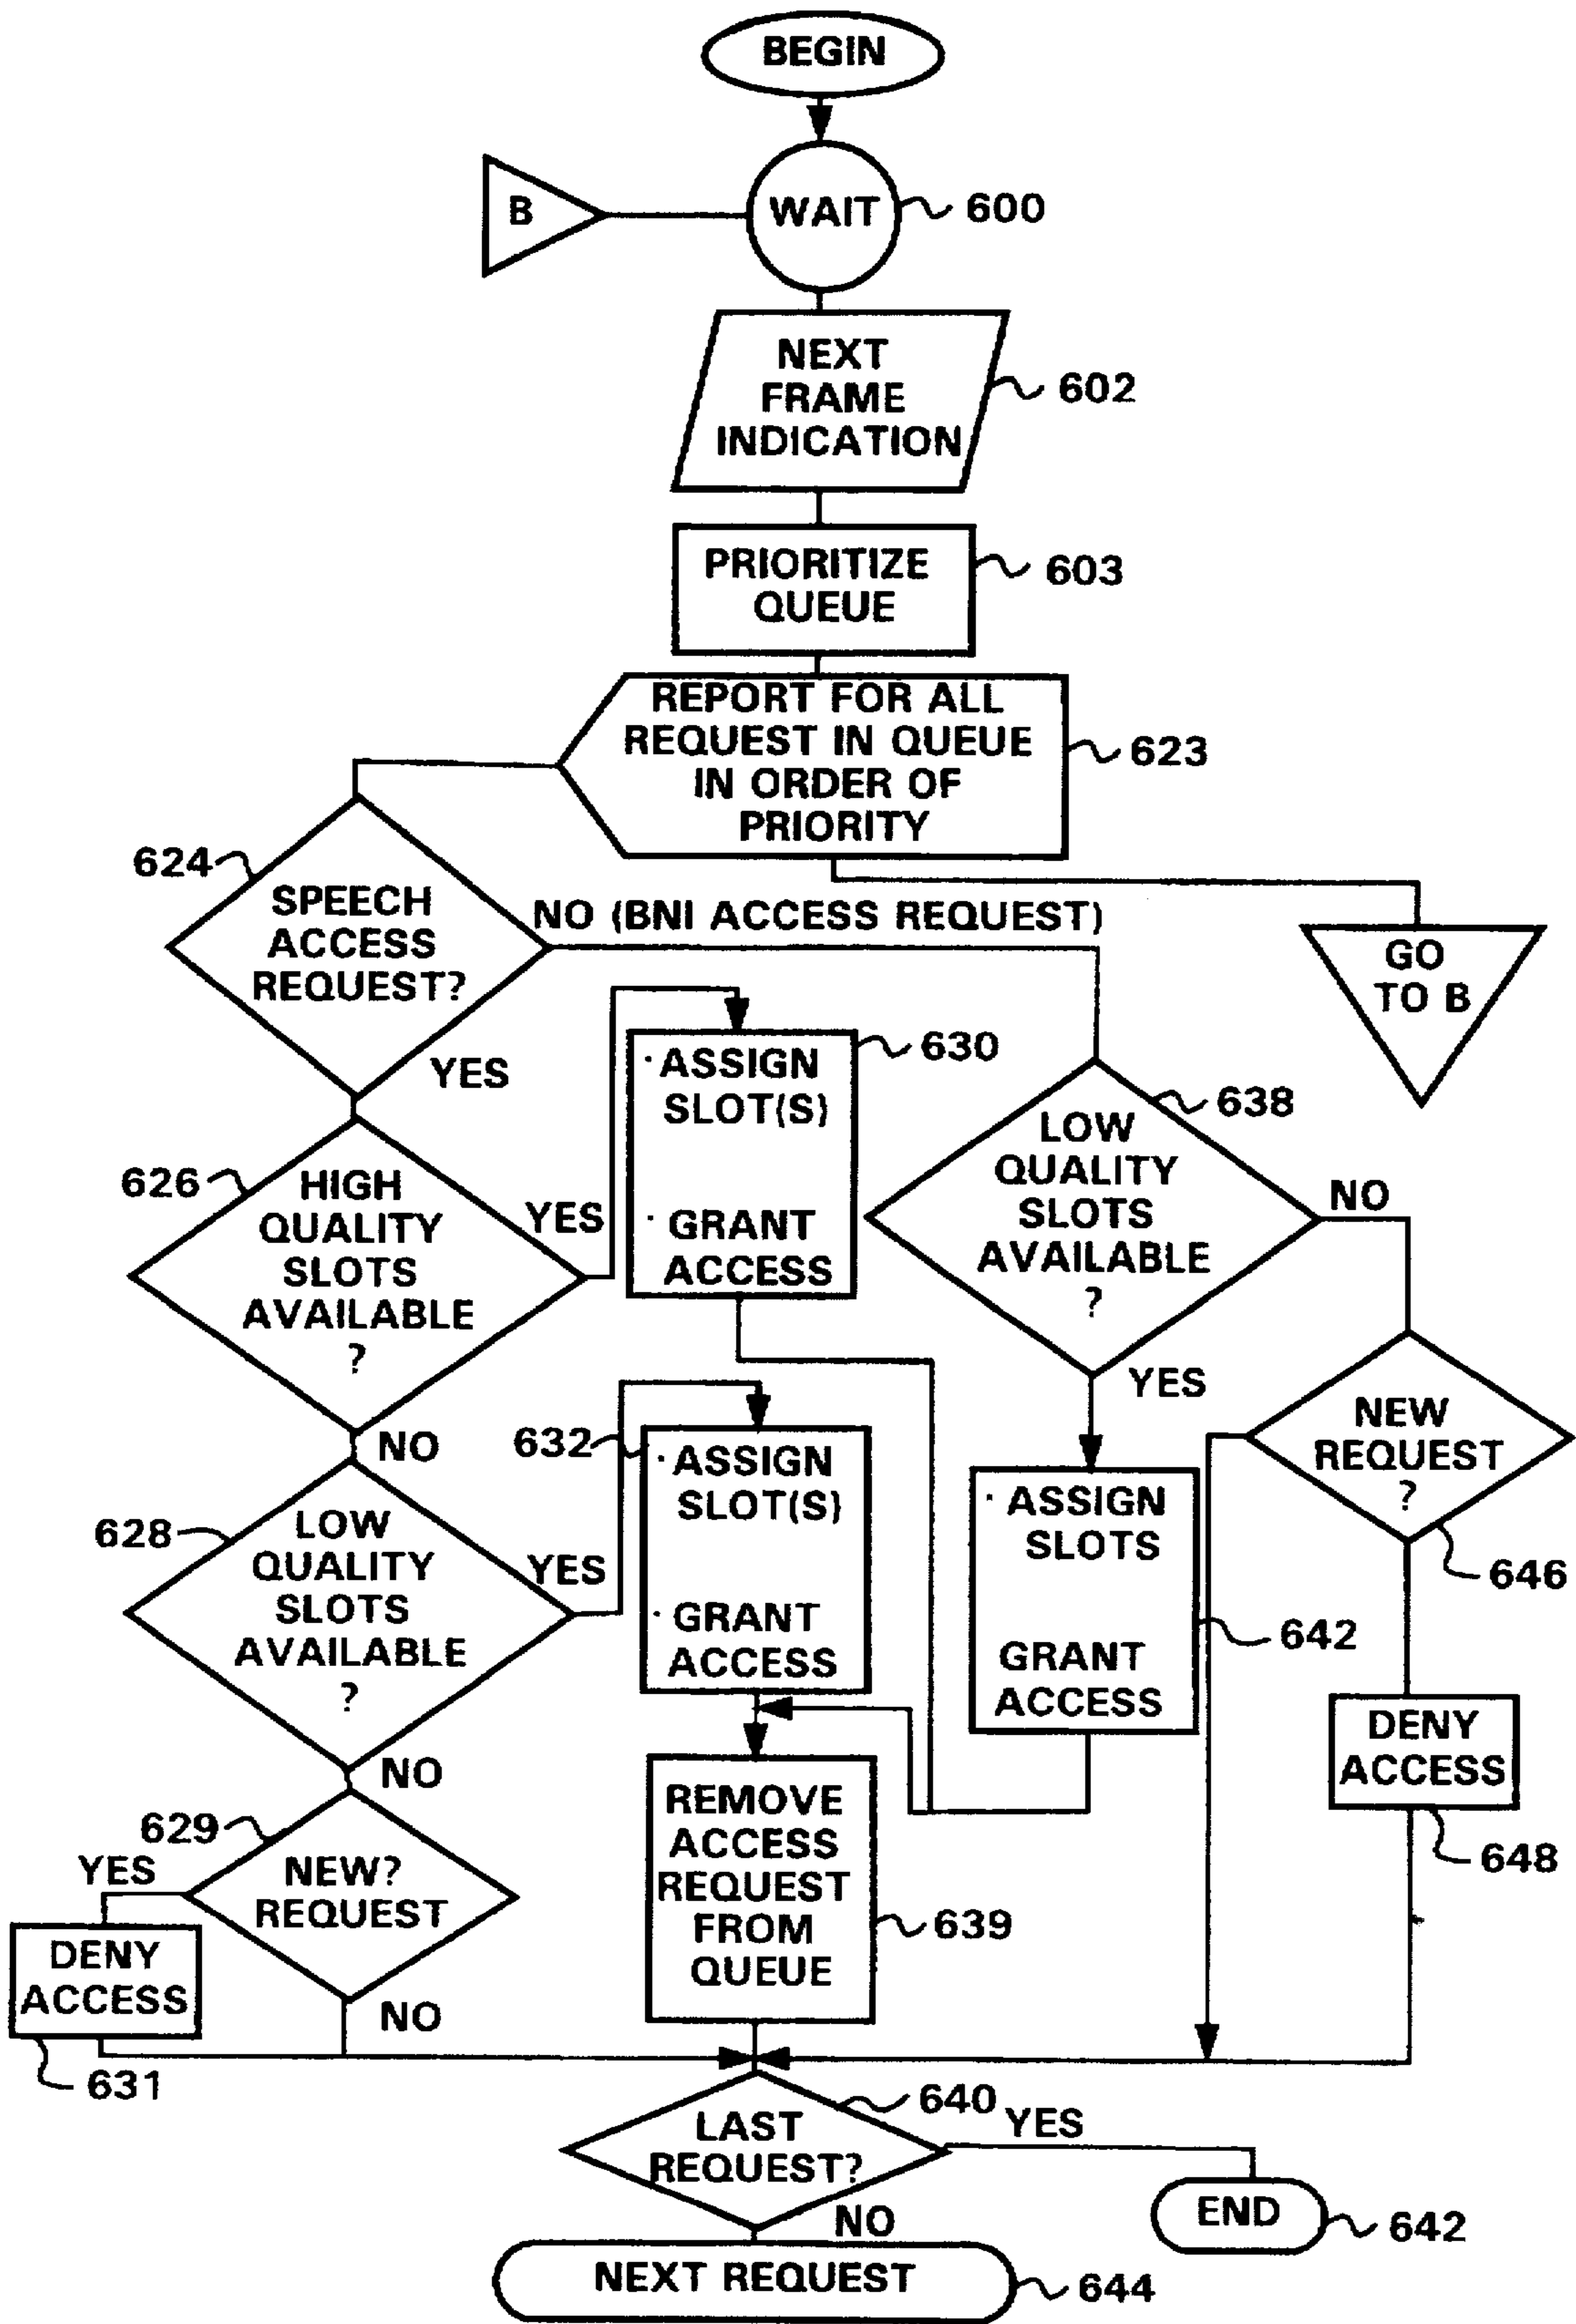 BEGIN
B
WAIT
600
NEXT
FRAME
INDICATION
602
PRIORITIZE
QUEUE
603
REPORT FOR ALL
REQUEST IN QUEUE
IN ORDER OF
PRIORITY
623
624
SPEECH
ACCESS
REQUEST?
NO (BNI ACCESS REQUEST)
GO
TO B
YES
630
· ASSIGN
SLOT(S)
· GRANT
ACCESS
638
LOW
QUALITY
SLOTS
AVAILABLE
?
NO
626
HIGH
QUALITY
SLOTS
AVAILABLE
?
YES
NO
YES
632
· ASSIGN
SLOT(S)
· GRANT
ACCESS
NEW
REQUEST
?
646
· ASSIGN
SLOTS
GRANT
ACCESS
642
628
LOW
QUALITY
SLOTS
AVAILABLE
?
YES
NO
DENY
ACCESS
648
REMOVE
ACCESS
REQUEST
FROM
QUEUE
639
629
YES
NEW?
REQUEST
NO
DENY
ACCESS
631
640
LAST
REQUEST?
YES
END
642
NO
NEXT REQUEST
644